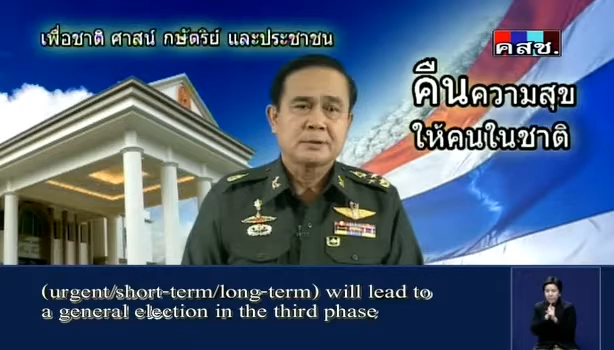 เพื่อชาติ ศาสน์ กษัตริย์ และประชาชน
คสช.
คืนความสุข
ให้คนในชาติ
(urgent/short-term/long-term) will lead to
a general election in the third phase